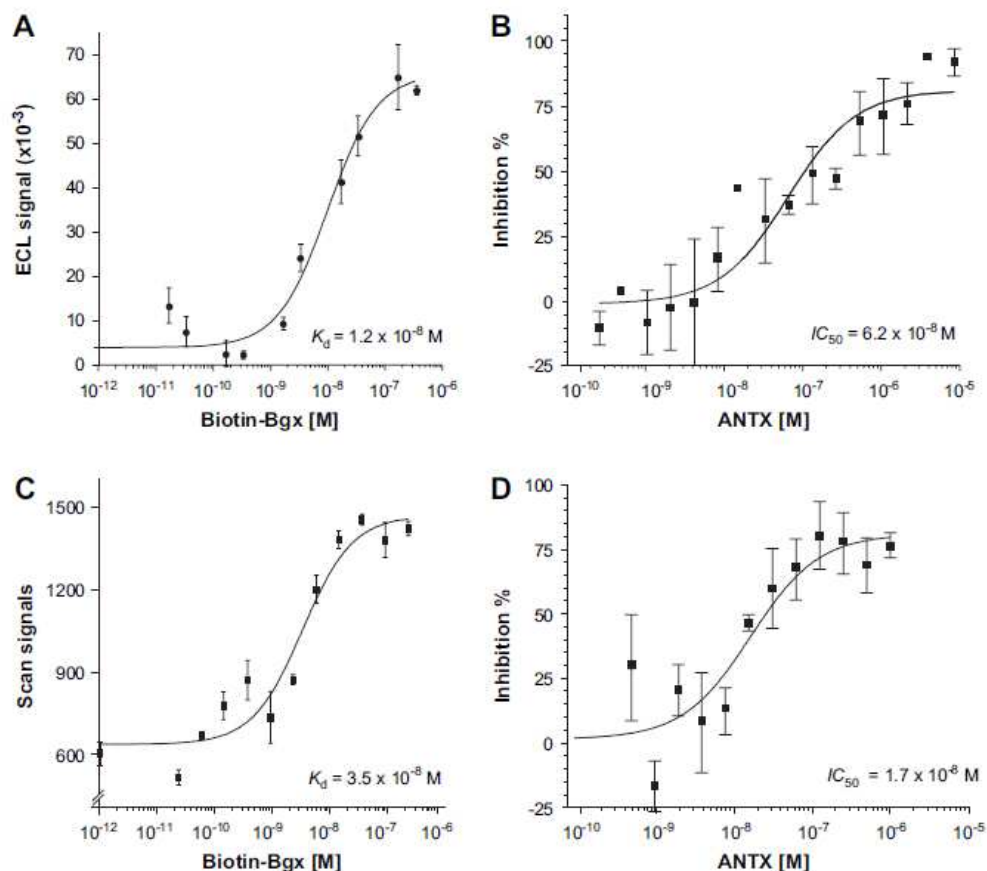 A
ECL signal (x10⁻³)
70
60
50
40
30
20
10
0
10⁻¹² 10⁻¹¹ 10⁻¹⁰ 10⁻⁹ 10⁻⁸ 10⁻⁷ 10⁻⁶
Biotin-Bgx [M]
Kd = 1.2 x 10⁻⁸ M
B
Inhibition %
100
75
50
25
0
-25
10⁻¹⁰ 10⁻⁹ 10⁻⁸ 10⁻⁷ 10⁻⁶ 10⁻⁵
ANTX [M]
IC50 = 6.2 x 10⁻⁸ M
C
Scan signals
1500
1200
900
600
10⁻¹² 10⁻¹¹ 10⁻¹⁰ 10⁻⁹ 10⁻⁸ 10⁻⁷ 10⁻⁶
Biotin-Bgx [M]
Kd = 3.5 x 10⁻⁸ M
D
Inhibition %
100
75
50
25
0
-25
10⁻¹⁰ 10⁻⁹ 10⁻⁸ 10⁻⁷ 10⁻⁶ 10⁻⁵
ANTX [M]
IC50 = 1.7 x 10⁻⁸ M